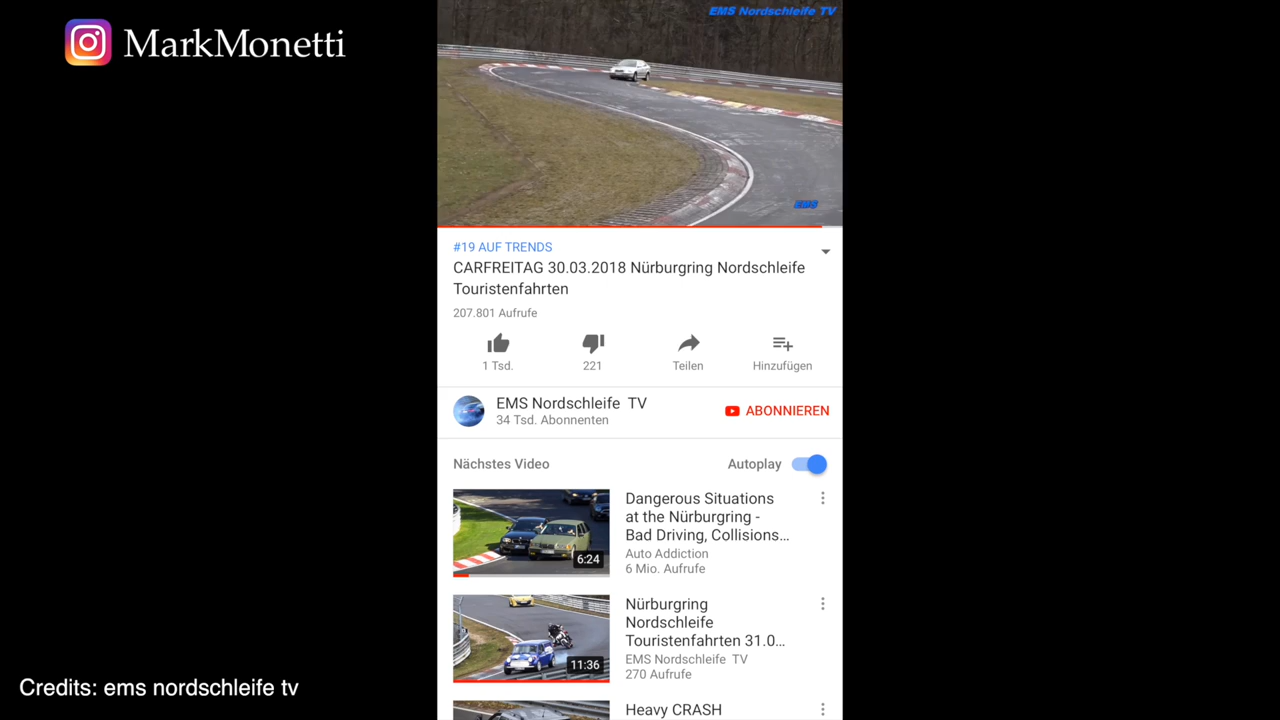 MarkMonetti
EMS Nordschleife TV
EMS
#19 AUF TRENDS
CARFREITAG 30.03.2018 Nürburgring Nordschleife
Touristenfahrten
207.801 Aufrufe
1 Tsd.
221
Teilen
Hinzufügen
EMS Nordschleife TV
34 Tsd. Abonnenten
ABONNIEREN
Nächstes Video
Autoplay
Dangerous Situations
at the Nürburgring -
Bad Driving, Collisions…
Auto Addiction
6 Mio. Aufrufe
6:24
Nürburgring
Nordschleife
Touristenfahrten 31.0…
EMS Nordschleife TV
270 Aufrufe
11:36
Heavy CRASH
Credits: ems nordschleife tv